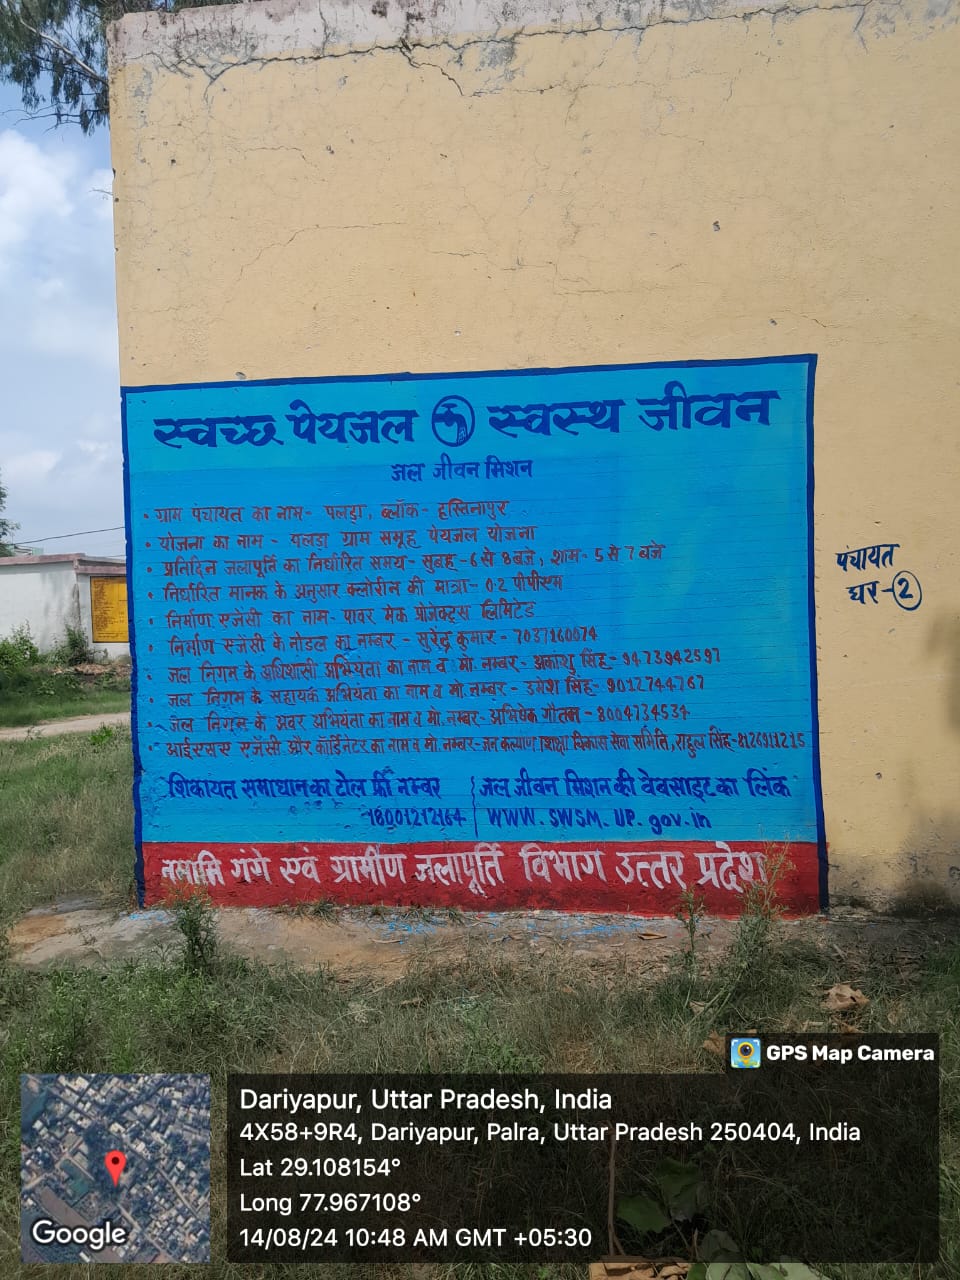 स्वच्छ पेयजल स्वस्थ जीवन
जल जीवन मिशन
• ग्राम पंचायत का नाम- पलड़ा, ब्लॉक- हस्तिनापुर
• योजना का नाम - पलड़ा ग्राम समूह पेयजल योजना
• प्रतिदिन जलापूर्ति का निर्धारित समय- सुबह -6 से 8 बजे, शाम- 5 से 7 बजे
• निर्धारित मानक के अनुसार क्लोरीन की मात्रा- 0.2 पीपीएम
• निर्माण एजेंसी का नाम- पावर मेक प्रोजेक्ट्स लिमिटेड
• निर्माण एजेंसी के नोडल का नम्बर - सुरेंद्र कुमार - 7037160074
• जल निगम के अधिशासी अभियंता का नाम व मो. नम्बर-
• जल निगम के सहायक अभियंता का नाम व मो. नम्बर- उमेश सिंह- 9012744767
• जल निगम के अवर अभियंता का नाम व मो. नम्बर- अभिषेक गौतम- 8004734534
• आईएसए एजेंसी और कॉर्डिनेटर का नाम व मो. नम्बर- जन कल्याण शिक्षा विकास सेवा समिति, राहुल सिंह-
शिकायत समाधान का टोल फ्री नम्बर
18001212164
जल जीवन मिशन की वेबसाइट का लिंक
WWW.SWSM.UP.gov.in
नमामि गंगे एवं ग्रामीण जलापूर्ति विभाग उत्तर प्रदेश
पंचायत
घर-2
GPS Map Camera
Dariyapur, Uttar Pradesh, India
4X58+9R4, Dariyapur, Palra, Uttar Pradesh 250404, India
Lat 29.108154°
Long 77.967108°
14/08/24 10:48 AM GMT +05:30
Google